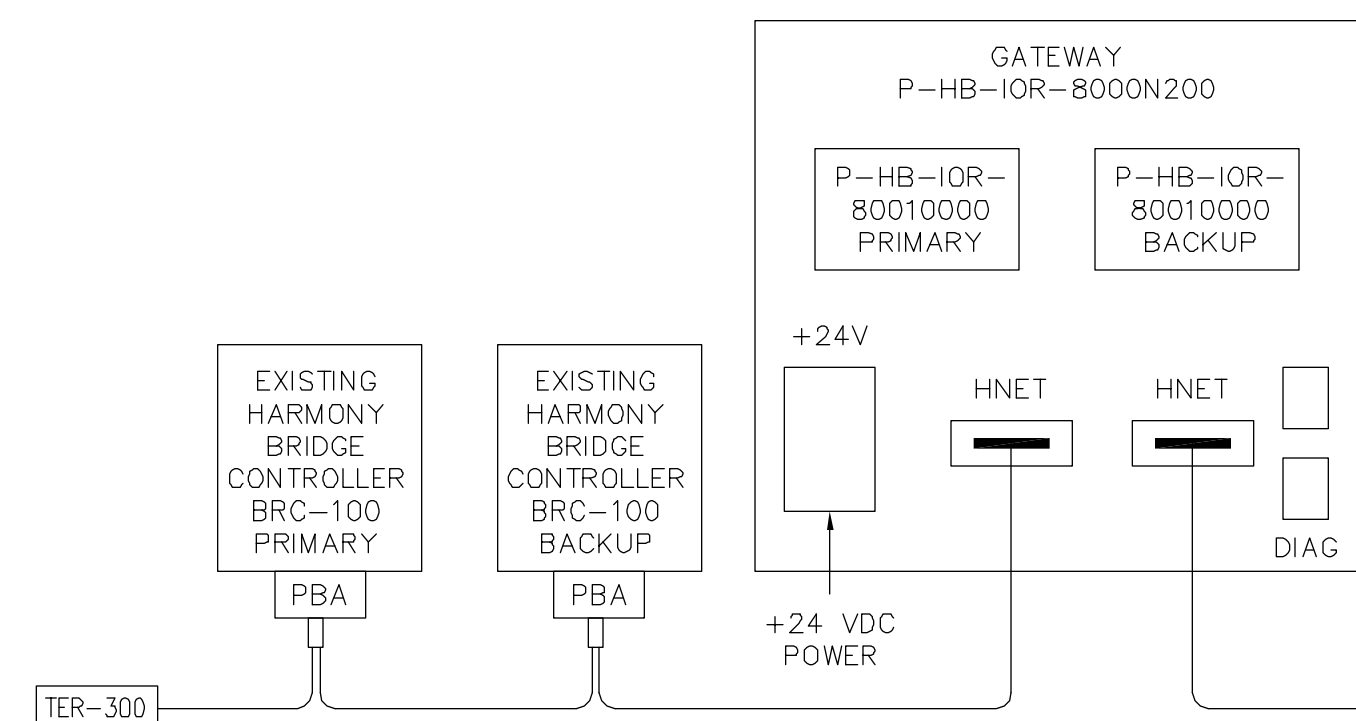 GATEWAY
P-HB-IOR-8000N200
P-HB-IOR-
80010000
PRIMARY
P-HB-IOR-
80010000
BACKUP
+24V
HNET
HNET
DIAG
EXISTING
HARMONY
BRIDGE
CONTROLLER
BRC-100
PRIMARY
EXISTING
HARMONY
BRIDGE
CONTROLLER
BRC-100
BACKUP
PBA
PBA
+24 VDC
POWER
TER-300